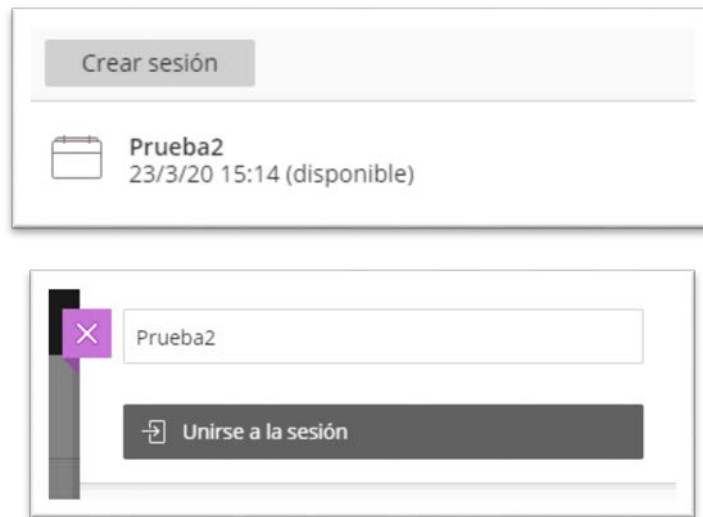 Crear sesión
Prueba2
23/3/20 15:14 (disponible)
Prueba2
Unirse a la sesión